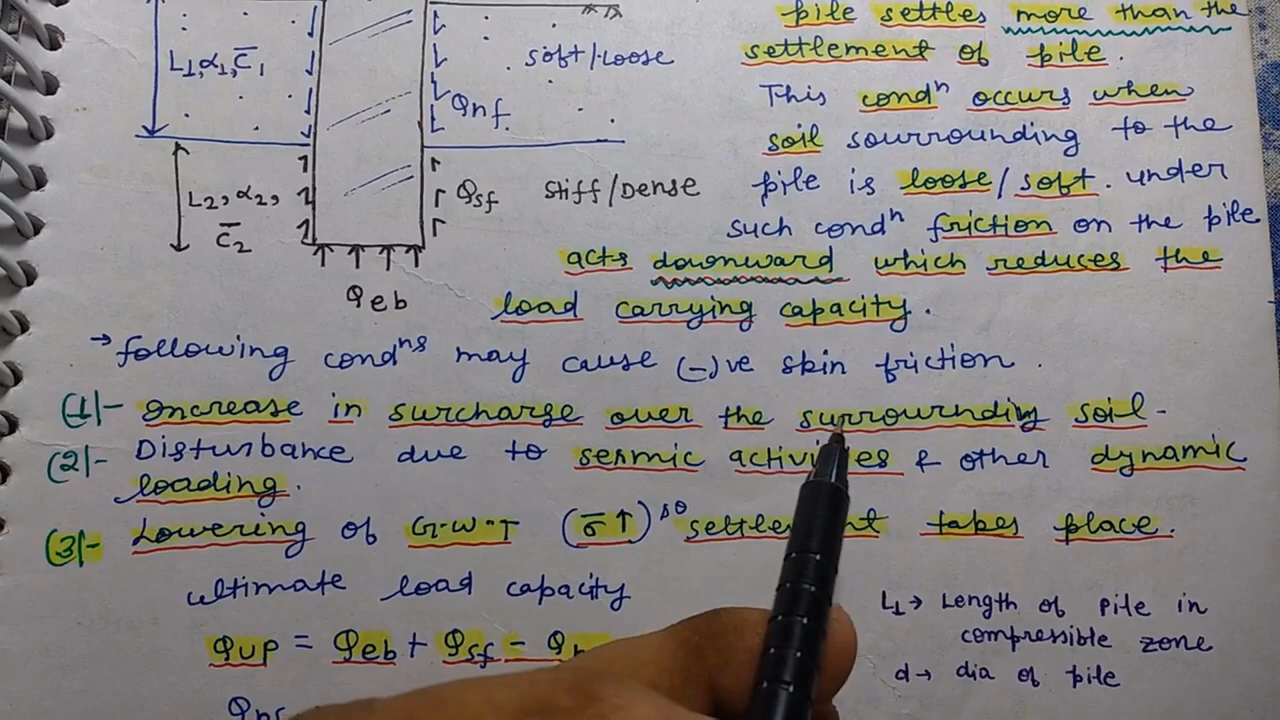 L1, α1, C̄1
soft/loose
Qnf.
L2, α2,
C̄2
Qsf
Stiff/Dense
Qeb
pile settles more than the
settlement of pile.
This condⁿ occurs when
soil sourrounding to the
pile is loose/soft. under
such condⁿ friction on the pile
acts downward which reduces the
load carrying capacity.
→ following condⁿˢ may cause (-)ve skin friction.
(1)- Increase in surcharge over the surrournding soil-
(2)- Disturbance due to sesmic activities & other dynamic
loading.
(3)- Lowering of G.W.T (σ̄↑) so settlement takes place.
ultimate load capacity
Qup = Qeb + Qsf -
L1 → Length of pile in
compressible zone
d → dia of pile